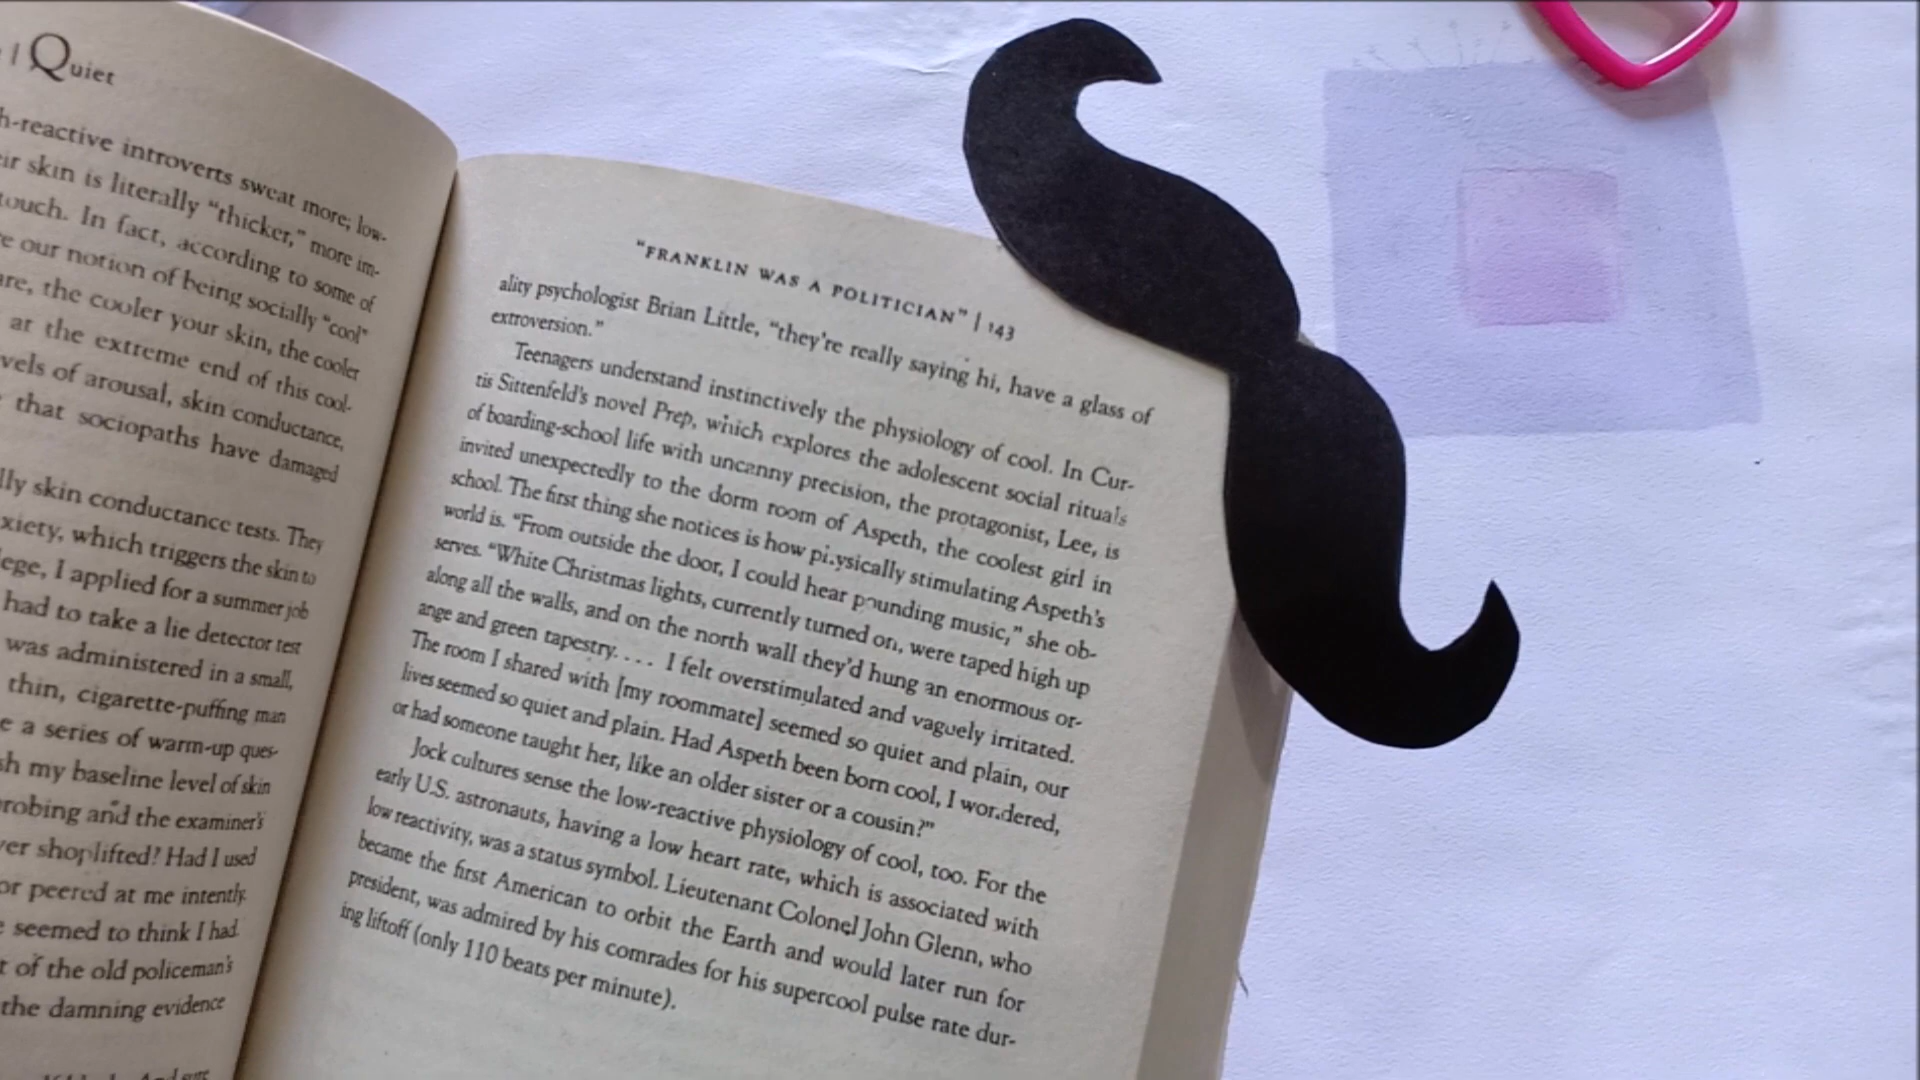 | Quiet
h-reactive introverts sweat more; low-
eir skin is literally “thicker,” more im-
touch. In fact, according to some of
e our notion of being socially “cool”
are, the cooler your skin, the cooler
at the extreme end of this cool-
vels of arousal, skin conductance,
that sociopaths have damaged
lly skin conductance tests. They
xiety, which triggers the skin to
lege, I applied for a summer job
had to take a lie detector test
was administered in a small,
thin, cigarette-puffing man
e a series of warm-up ques-
sh my baseline level of skin
probing and the examiner's
ver shoplifted? Had I used
or peered at me intently.
e seemed to think I had.
t of the old policeman's
the damning evidence
“FRANKLIN WAS A POLITICIAN” | 143
ality psychologist Brian Little, “they're really saying hi, have a glass of
extroversion.”
Teenagers understand instinctively the physiology of cool. In Cur-
tis Sittenfeld's novel Prep, which explores the adolescent social rituals
of boarding-school life with uncanny precision, the protagonist, Lee, is
invited unexpectedly to the dorm room of Aspeth, the coolest girl in
school. The first thing she notices is how physically stimulating Aspeth's
world is. “From outside the door, I could hear pounding music,” she ob-
serves. “White Christmas lights, currently turned on, were taped high up
along all the walls, and on the north wall they'd hung an enormous or-
ange and green tapestry. . . . I felt overstimulated and vaguely irritated.
The room I shared with [my roommate] seemed so quiet and plain, our
lives seemed so quiet and plain. Had Aspeth been born cool, I wondered,
or had someone taught her, like an older sister or a cousin?”
Jock cultures sense the low-reactive physiology of cool, too. For the
early U.S. astronauts, having a low heart rate, which is associated with
low reactivity, was a status symbol. Lieutenant Colonel John Glenn, who
became the first American to orbit the Earth and would later run for
president, was admired by his comrades for his supercool pulse rate dur-
ing liftoff (only 110 beats per minute).